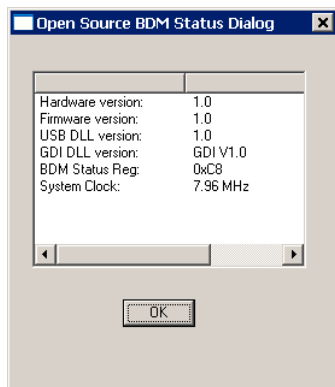 Open Source BDM Status Dialog
Hardware version: 1.0
Firmware version: 1.0
USB DLL version: 1.0
GDI DLL version: GDI V1.0
BDM Status Reg: 0xC8
System Clock: 7.96 MHz
OK